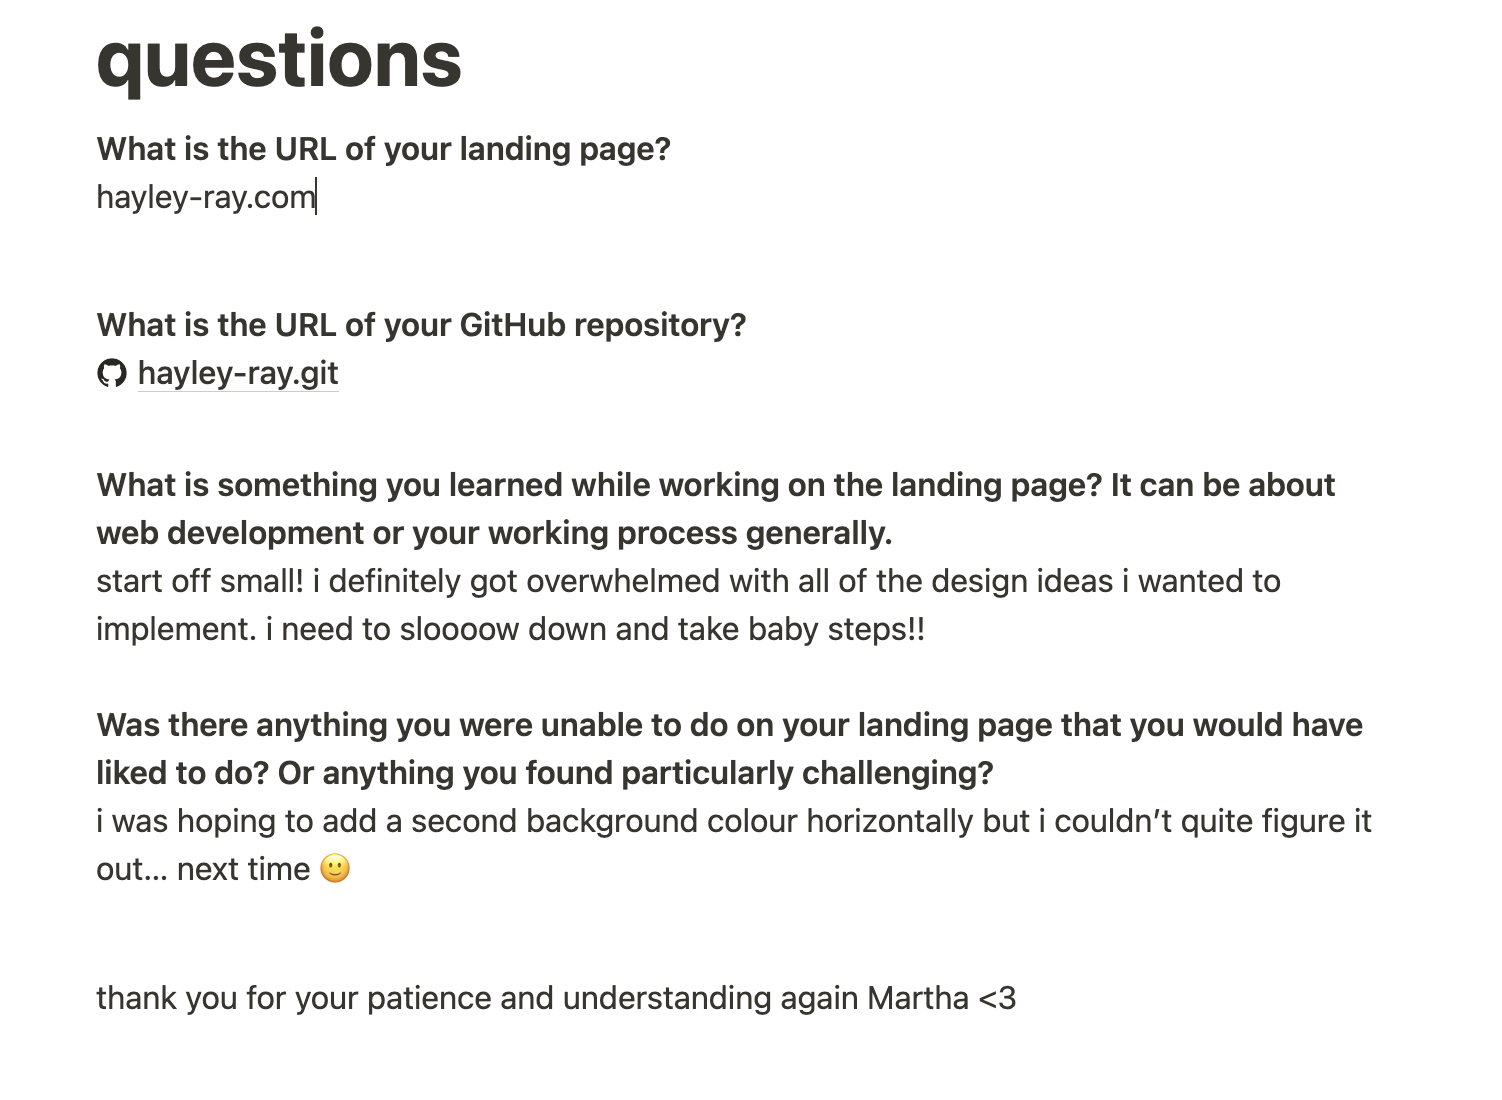 questions
What is the URL of your landing page?
hayley-ray.com
What is the URL of your GitHub repository?
hayley-ray.git
What is something you learned while working on the landing page? It can be about
web development or your working process generally.
start off small! i definitely got overwhelmed with all of the design ideas i wanted to
implement. i need to sloooow down and take baby steps!!
Was there anything you were unable to do on your landing page that you would have
liked to do? Or anything you found particularly challenging?
i was hoping to add a second background colour horizontally but i couldn’t quite figure it
out... next time 🙂
thank you for your patience and understanding again Martha <3